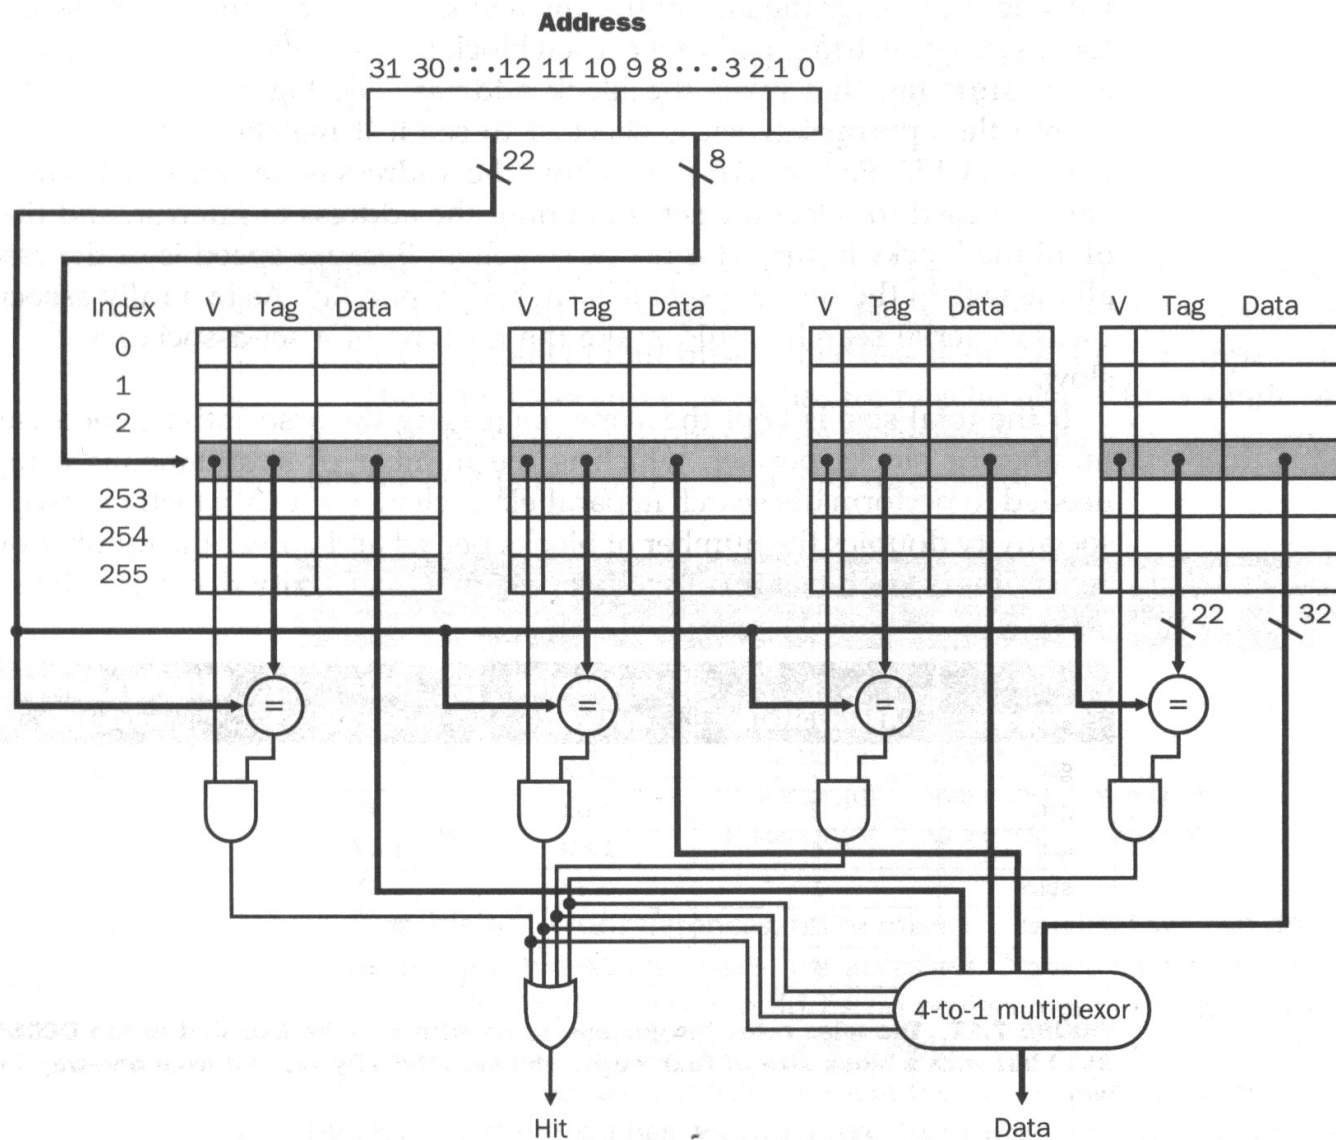 Address
31 30 · · · 12 11 10 9 8 · · · 3 2 1 0
22
8
Index
V Tag Data
V Tag Data
V Tag Data
V Tag Data
0
1
2
253
254
255
22
32
=
=
=
=
4-to-1 multiplexor
Hit
Data